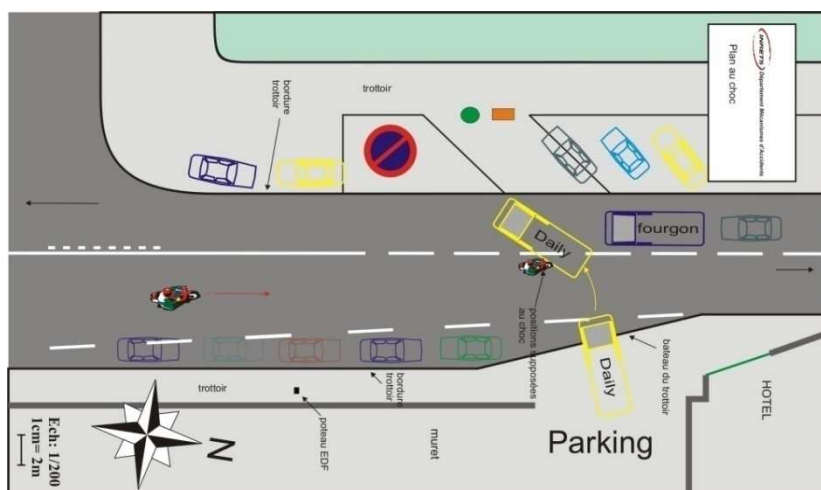 INRETS Département Mécanismes d'Accidents
Plan au choc
trottoir
bordure
trottoir
Daily
fourgon
positions supposées
au choc
Daily
bateau du trottoir
HOTEL
bordure
trottoir
trottoir
poteau EDF
muret
Parking
N
Ech: 1/200
1cm= 2m